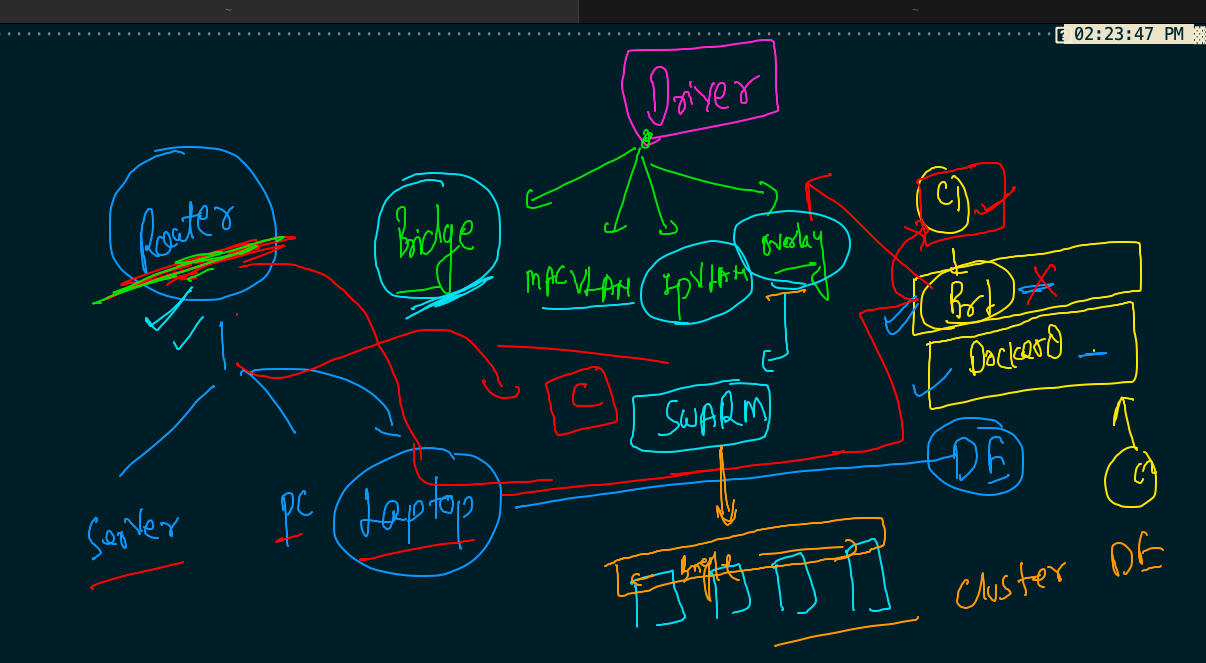 ~
~
02:23:47 PM
Driver
Router
Bridge
MACVLAN
IPVLAN
overlay
C1
Br1
DockerD
C
SWARM
DE
Server
PC
Laptop
Cluster
DE